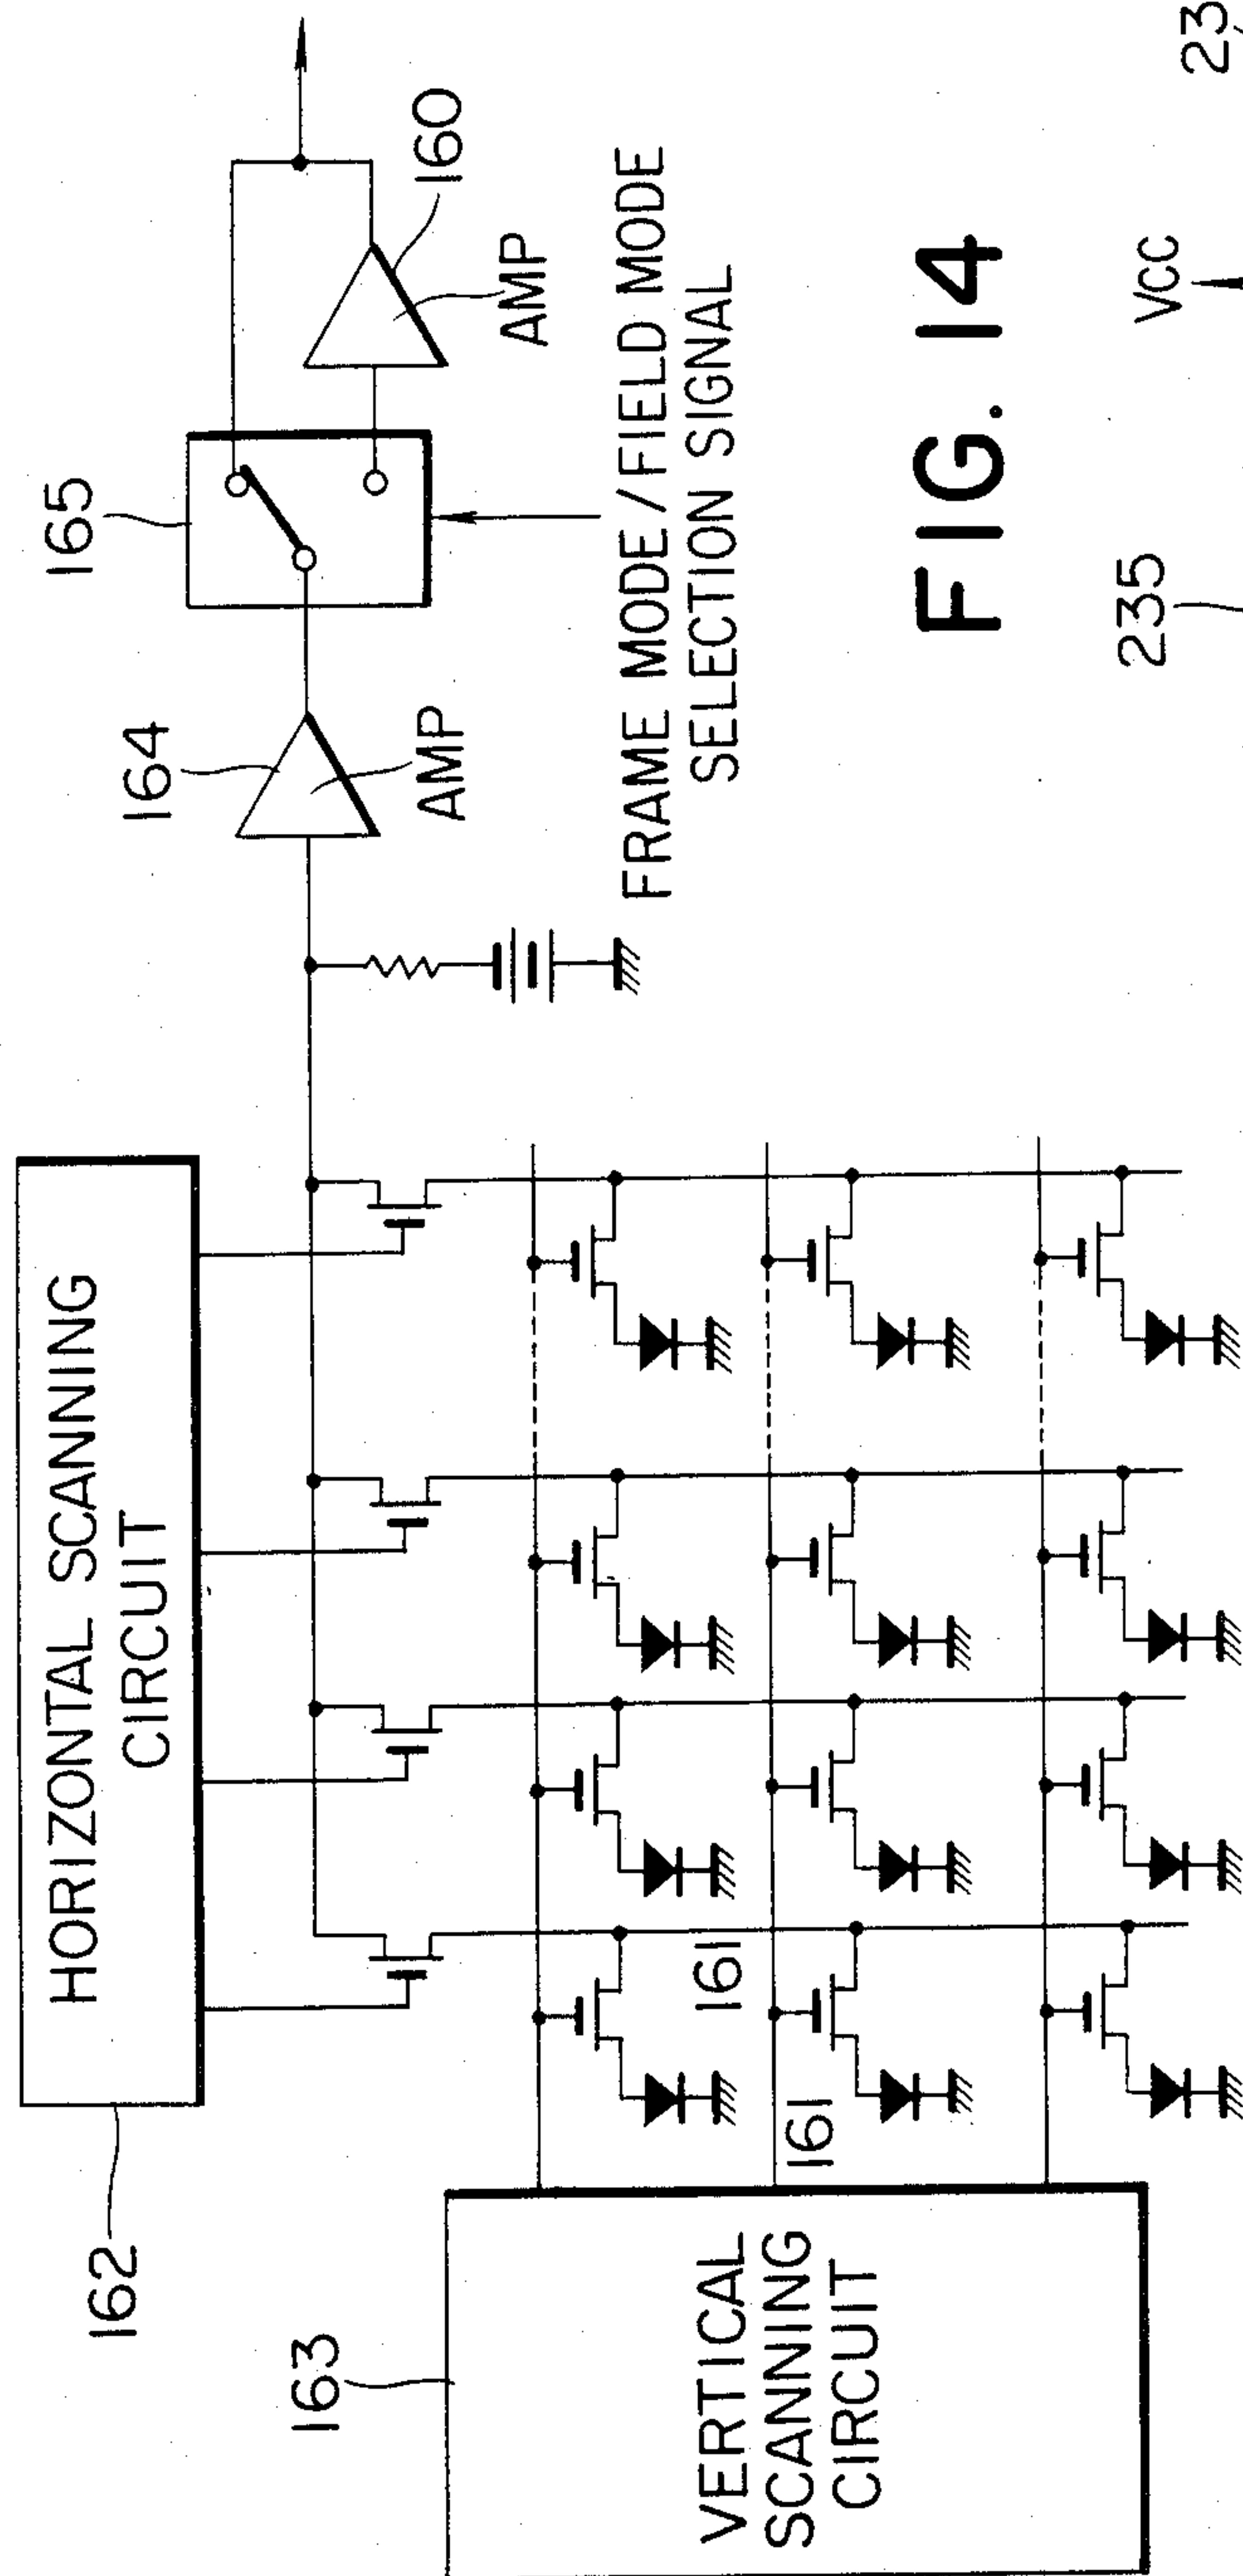 162
HORIZONTAL SCANNING
CIRCUIT
163
VERTICAL
SCANNING
CIRCUIT
161
161
164
AMP
165
160
AMP
FRAME MODE/FIELD MODE
SELECTION SIGNAL
FIG. 14
235
VCC
23